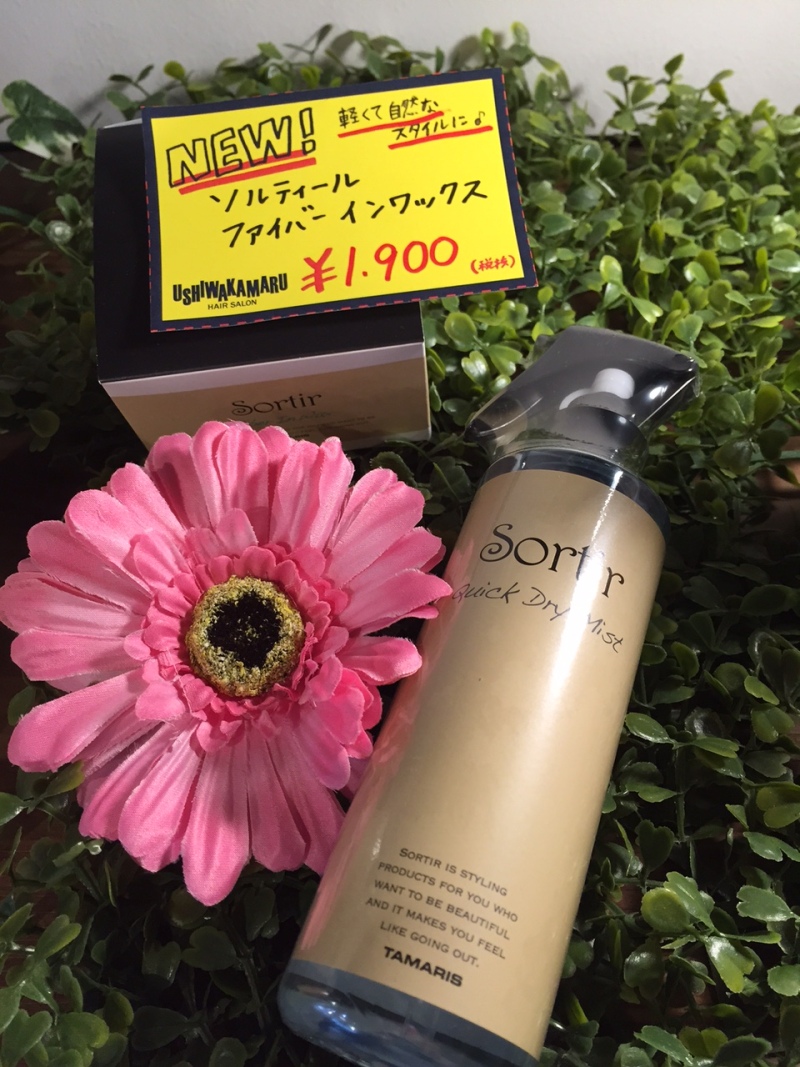 NEW!
軽くて自然な
スタイルに♪
ソルティール
ファイバーインワックス
¥1.900
(税抜)
USHIWAKAMARU
HAIR SALON
Sortir
Sortir
Quick Dry Mist
SORTIR IS STYLING
PRODUCTS FOR YOU WHO
WANT TO BE BEAUTIFUL
AND IT MAKES YOU FEEL
LIKE GOING OUT.
TAMARIS